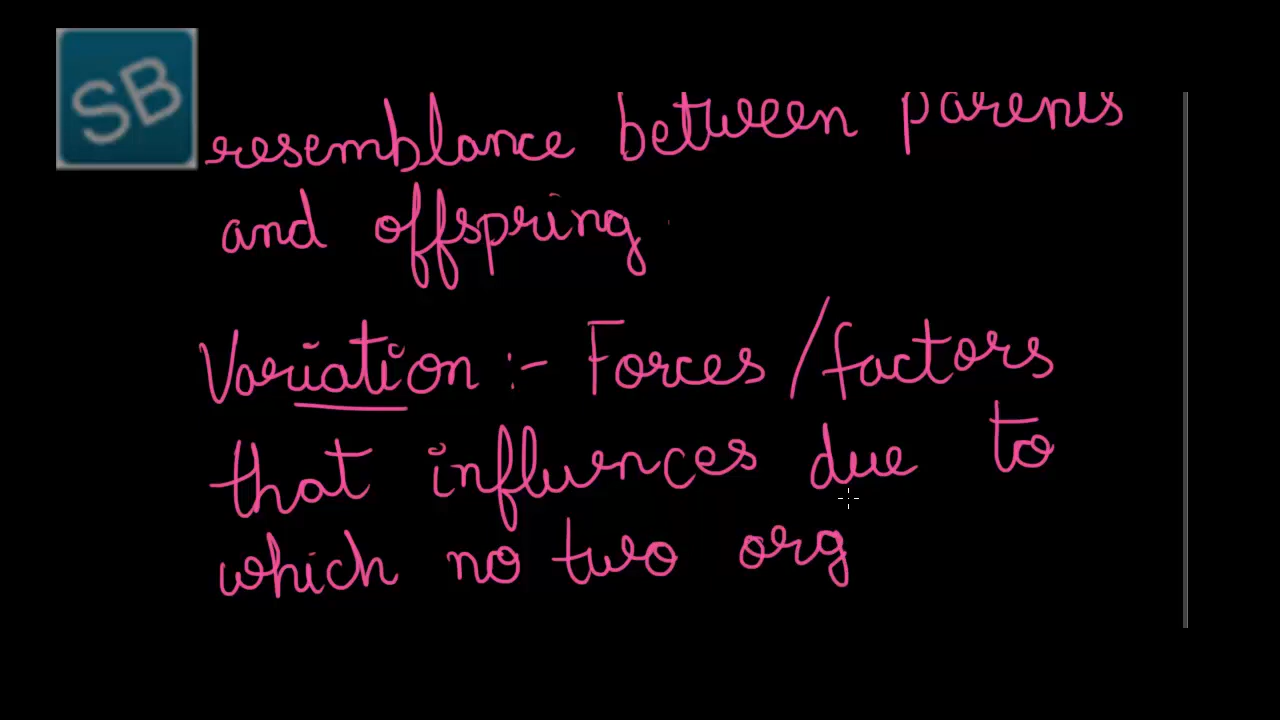 SB
resemblance between parents
and offspring.
Variation :- Forces/factors
that influences due to
which no two org